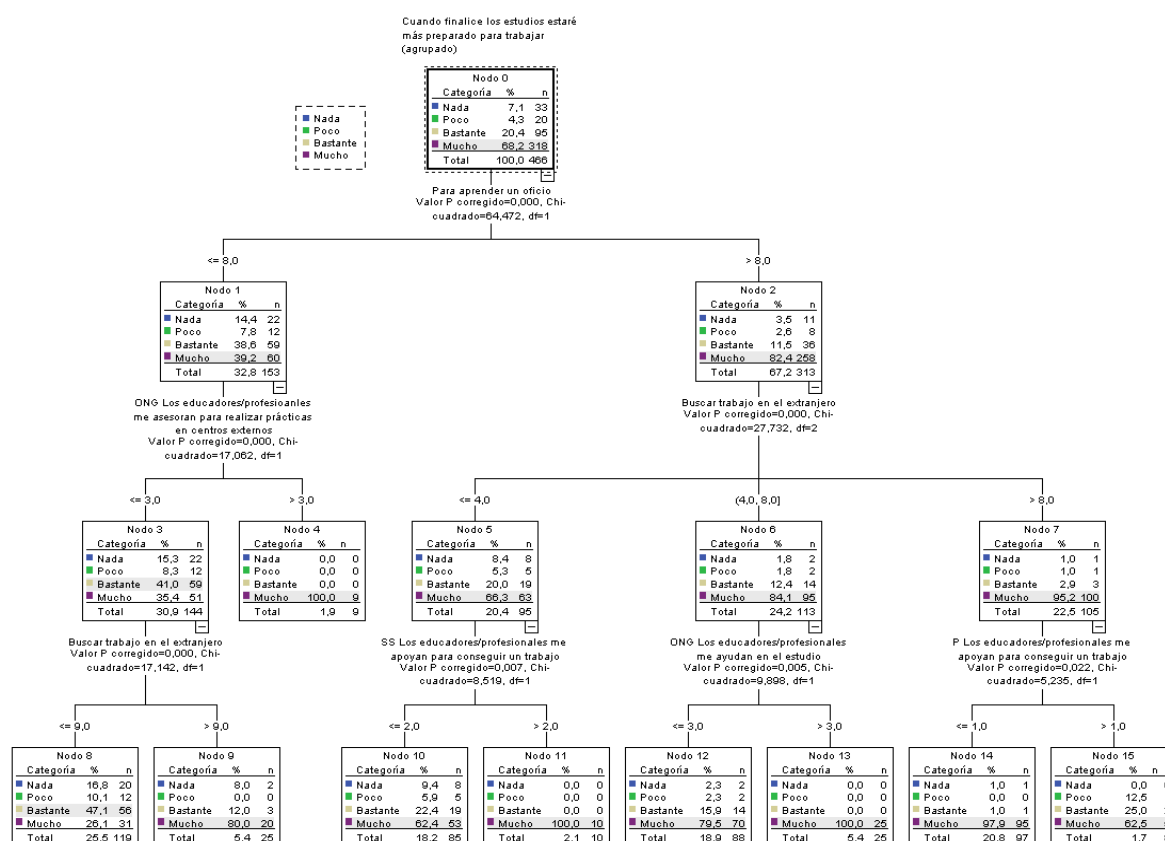 Cuando finalice los estudios estaré
más preparado para trabajar
(agrupado)
Nodo 0
Categoría % n
Nada 7,1 33
Poco 4,3 20
Bastante 20,4 95
Mucho 68,2 318
Total 100,0 466
Nada
Poco
Bastante
Mucho
Para aprender un oficio
Valor P corregido=0,000, Chi-
cuadrado=64,472, df=1
<= 8,0
> 8,0
Nodo 1
Categoría % n
Nada 14,4 22
Poco 7,8 12
Bastante 38,6 59
Mucho 39,2 60
Total 32,8 153
Nodo 2
Categoría % n
Nada 3,5 11
Poco 2,6 8
Bastante 11,5 36
Mucho 82,4 258
Total 67,2 313
ONG Los educadores/profesioanles
me asesoran para realizar prácticas
en centros externos
Valor P corregido=0,000, Chi-
cuadrado=17,062, df=1
Buscar trabajo en el extranjero
Valor P corregido=0,000, Chi-
cuadrado=27,732, df=2
<= 3,0
> 3,0
<= 4,0
(4,0, 8,0]
> 8,0
Nodo 3
Categoría % n
Nada 15,3 22
Poco 8,3 12
Bastante 41,0 59
Mucho 35,4 51
Total 30,9 144
Nodo 4
Categoría % n
Nada 0,0 0
Poco 0,0 0
Bastante 0,0 0
Mucho 100,0 9
Total 1,9 9
Nodo 5
Categoría % n
Nada 8,4 8
Poco 5,3 5
Bastante 20,0 19
Mucho 66,3 63
Total 20,4 95
Nodo 6
Categoría % n
Nada 1,8 2
Poco 1,8 2
Bastante 12,4 14
Mucho 84,1 95
Total 24,2 113
Nodo 7
Categoría % n
Nada 1,0 1
Poco 1,0 1
Bastante 2,9 3
Mucho 95,2 100
Total 22,5 105
Buscar trabajo en el extranjero
Valor P corregido=0,000, Chi-
cuadrado=17,142, df=1
SS Los educadores/profesionales me
apoyan para conseguir un trabajo
Valor P corregido=0,007, Chi-
cuadrado=8,519, df=1
ONG Los educadores/profesionales
me ayudan en el estudio
Valor P corregido=0,005, Chi-
cuadrado=9,898, df=1
P Los educadores/profesionales me
apoyan para conseguir un trabajo
Valor P corregido=0,022, Chi-
cuadrado=5,235, df=1
<= 9,0
> 9,0
<= 2,0
> 2,0
<= 3,0
> 3,0
<= 1,0
> 1,0
Nodo 8
Categoría % n
Nada 16,8 20
Poco 10,1 12
Bastante 47,1 56
Mucho 26,1 31
Total 25,5 119
Nodo 9
Categoría % n
Nada 8,0 2
Poco 0,0 0
Bastante 12,0 3
Mucho 80,0 20
Total 5,4 25
Nodo 10
Categoría % n
Nada 9,4 8
Poco 5,9 5
Bastante 22,4 19
Mucho 62,4 53
Total 18,2 85
Nodo 11
Categoría % n
Nada 0,0 0
Poco 0,0 0
Bastante 0,0 0
Mucho 100,0 10
Total 2,1 10
Nodo 12
Categoría % n
Nada 2,3 2
Poco 2,3 2
Bastante 15,9 14
Mucho 79,5 70
Total 18,9 88
Nodo 13
Categoría % n
Nada 0,0 0
Poco 0,0 0
Bastante 0,0 0
Mucho 100,0 25
Total 5,4 25
Nodo 14
Categoría % n
Nada 1,0 1
Poco 0,0 0
Bastante 1,0 1
Mucho 97,9 95
Total 20,8 97
Nodo 15
Categoría % n
Nada 0,0
Poco 12,5
Bastante 25,0
Mucho 62,5
Total 1,7